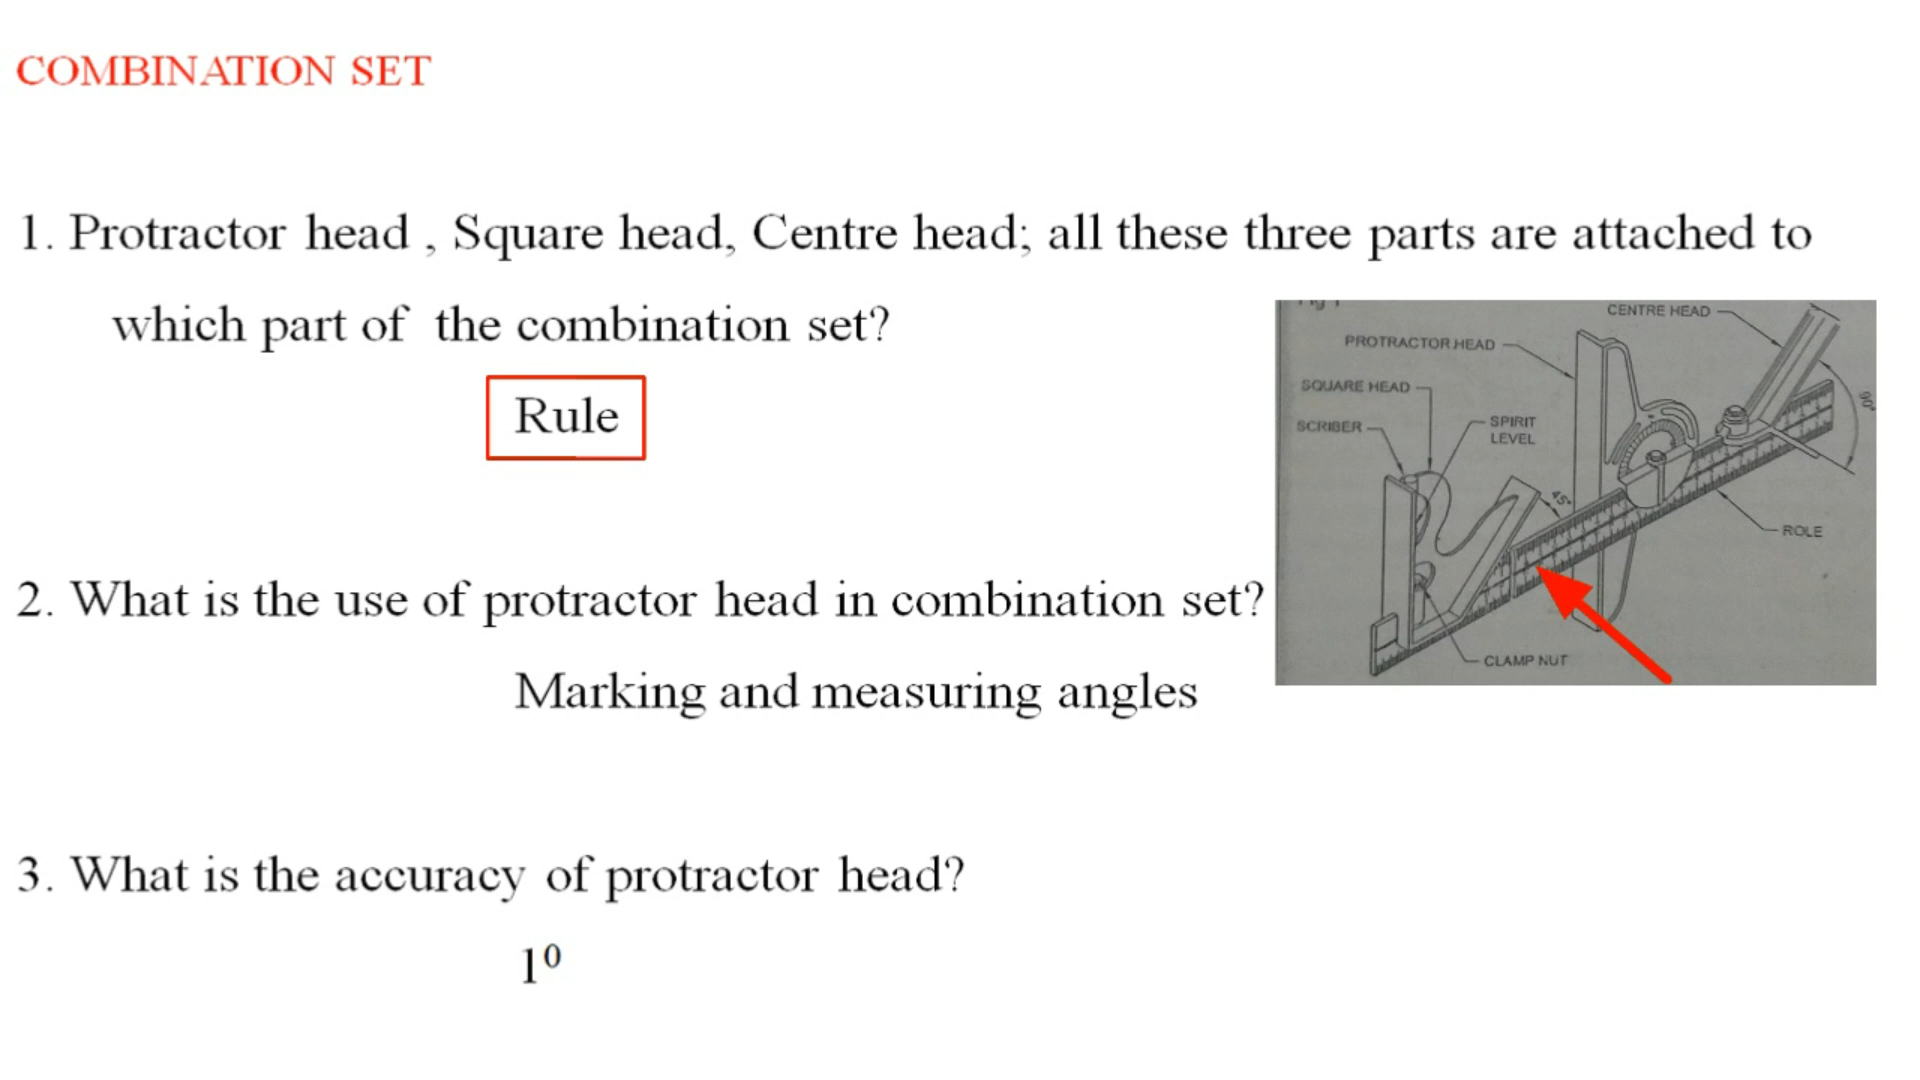 COMBINATION SET
1. Protractor head , Square head, Centre head; all these three parts are attached to
which part of the combination set?
Rule
CENTRE HEAD
PROTRACTOR HEAD
SQUARE HEAD
SCRIBER
SPIRIT
LEVEL
90°
45°
ROLE
CLAMP NUT
2. What is the use of protractor head in combination set?
Marking and measuring angles
3. What is the accuracy of protractor head?
1⁰